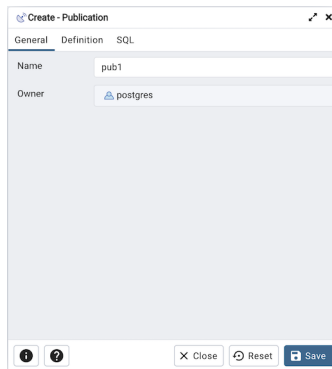 Create - Publication
General Definition SQL
Name pub1
Owner postgres
Close Reset Save